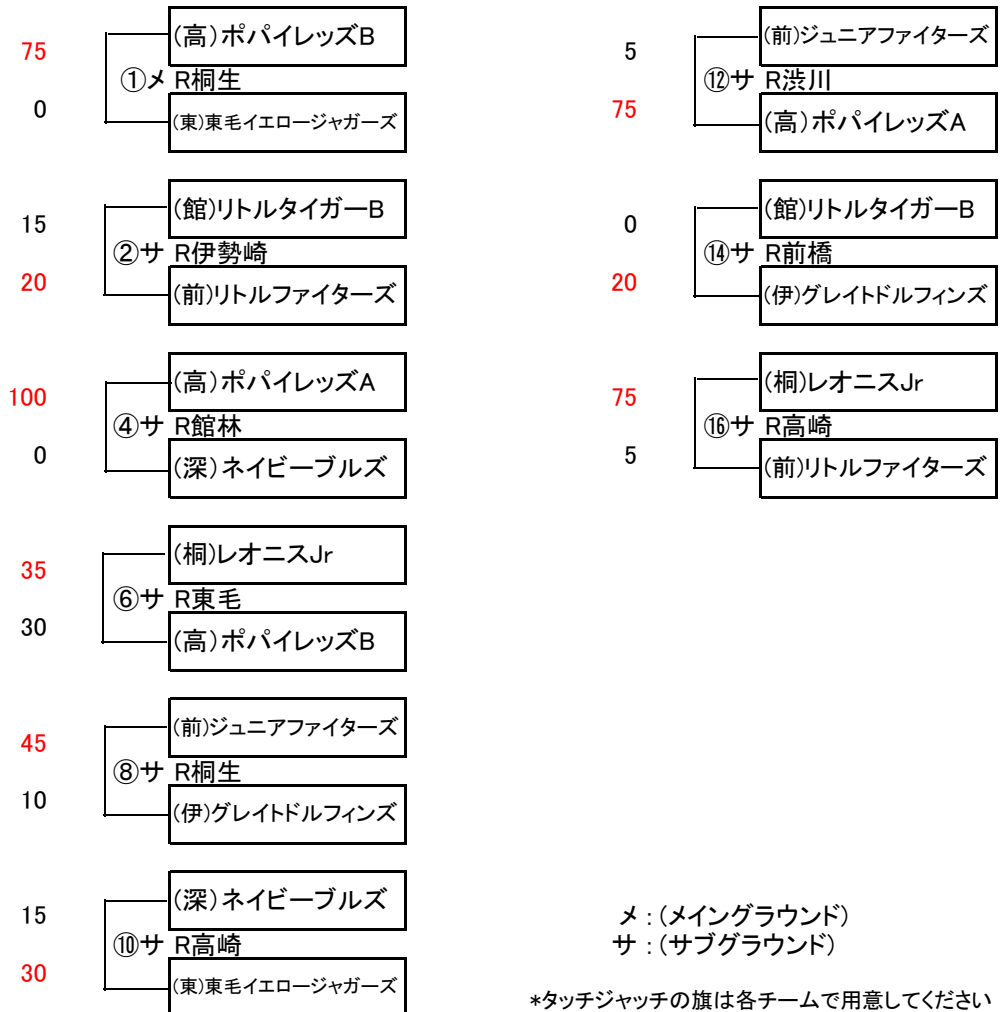 75
(高)ポパイレッズB
①メ R桐生
0
(東)東毛イエロージャガーズ
15
(館)リトルタイガーB
②サ R伊勢崎
20
(前)リトルファイターズ
100
(高)ポパイレッズA
④サ R館林
0
(深)ネイビーブルズ
35
(桐)レオニスJr
⑥サ R東毛
30
(高)ポパイレッズB
45
(前)ジュニアファイターズ
⑧サ R桐生
10
(伊)グレイトドルフィンズ
15
(深)ネイビーブルズ
⑩サ R高崎
30
(東)東毛イエロージャガーズ
5
(前)ジュニアファイターズ
⑫サ R渋川
75
(高)ポパイレッズA
0
(館)リトルタイガーB
⑭サ R前橋
20
(伊)グレイトドルフィンズ
75
(桐)レオニスJr
⑯サ R高崎
5
(前)リトルファイターズ
メ:(メイングラウンド)
サ:(サブグラウンド)
*タッチジャッチの旗は各チームで用意してください